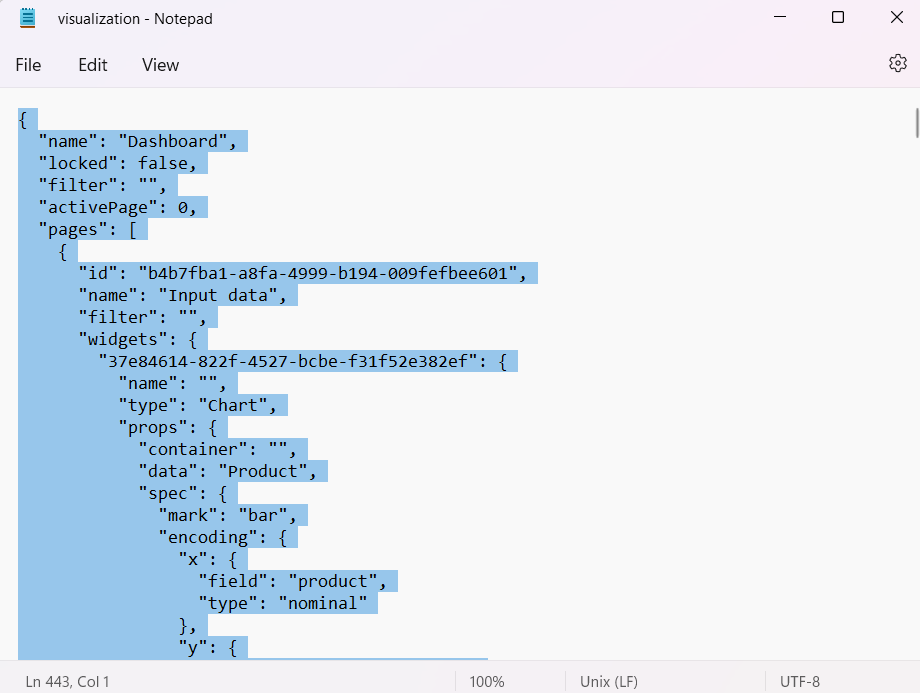 visualization - Notepad
File Edit View
{
  "name": "Dashboard",
  "locked": false,
  "filter": "",
  "activePage": 0,
  "pages": [
    {
      "id": "b4b7fba1-a8fa-4999-b194-009fefbee601",
      "name": "Input data",
      "filter": "",
      "widgets": {
        "37e84614-822f-4527-bcbe-f31f52e382ef": {
          "name": "",
          "type": "Chart",
          "props": {
            "container": "",
            "data": "Product",
            "spec": {
              "mark": "bar",
              "encoding": {
                "x": {
                  "field": "product",
                  "type": "nominal"
                },
                "y": {
Ln 443, Col 1 100% Unix (LF) UTF-8